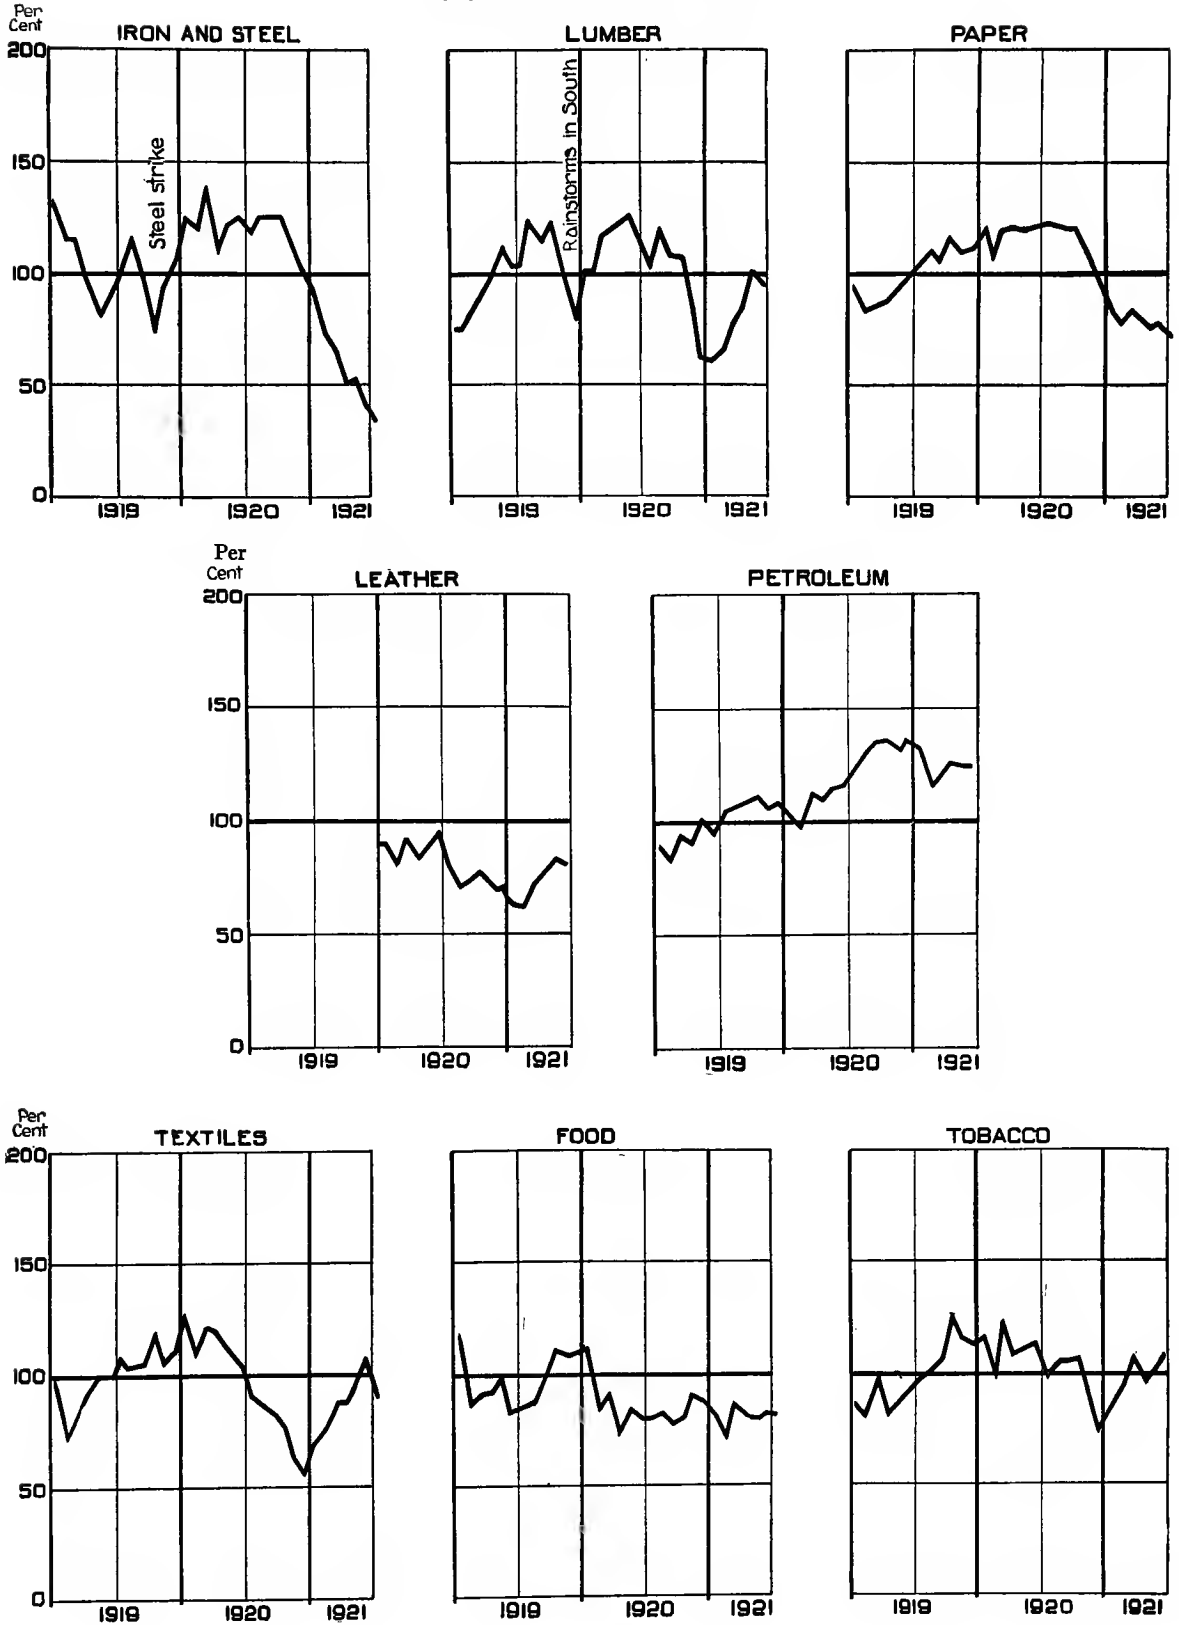 Per
Cent
IRON AND STEEL
LUMBER
PAPER
200
150
100
50
0
Steel strike
Rainstorms in South
1919 1920 1921
1919 1920 1921
1919 1920 1921
Per
Cent
LEATHER
PETROLEUM
200
150
100
50
0
1919 1920 1921
1919 1920 1921
Per
Cent
TEXTILES
FOOD
TOBACCO
200
150
100
50
0
1919 1920 1921
1919 1920 1921
1919 1920 1921